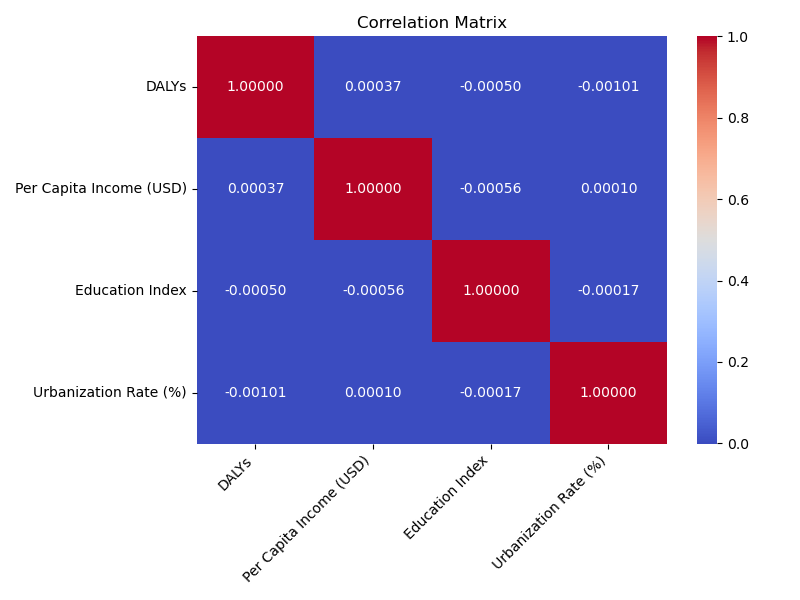 Correlation Matrix
DALYs 1.00000 0.00037 -0.00050 -0.00101
Per Capita Income (USD) 0.00037 1.00000 -0.00056 0.00010
Education Index -0.00050 -0.00056 1.00000 -0.00017
Urbanization Rate (%) -0.00101 0.00010 -0.00017 1.00000
DALYs
Per Capita Income (USD)
Education Index
Urbanization Rate (%)
1.0
0.8
0.6
0.4
0.2
0.0